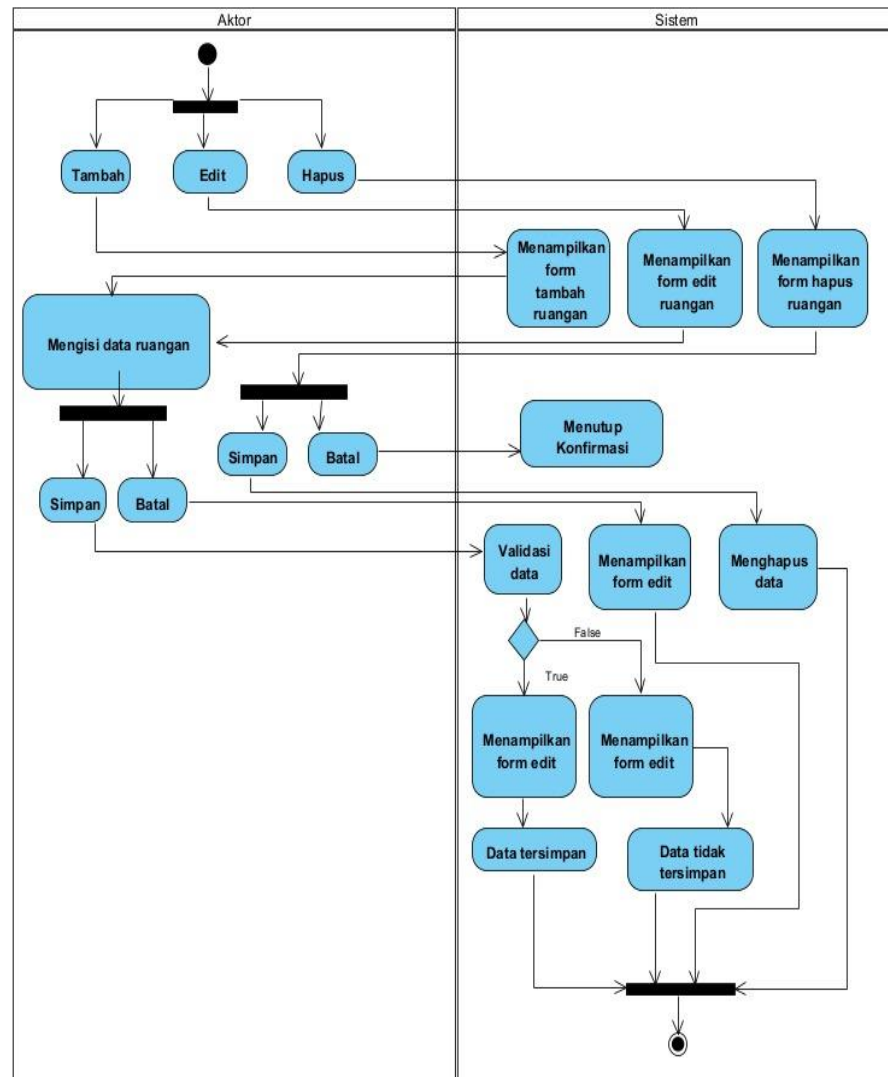 Aktor
Sistem
Tambah
Edit
Hapus
Menampilkan
form
tambah
ruangan
Menampilkan
form edit
ruangan
Menampilkan
form hapus
ruangan
Mengisi data ruangan
Simpan
Batal
Menutup
Konfirmasi
Simpan
Batal
Validasi
data
Menampilkan
form edit
Menghapus
data
False
True
Menampilkan
form edit
Menampilkan
form edit
Data tersimpan
Data tidak
tersimpan